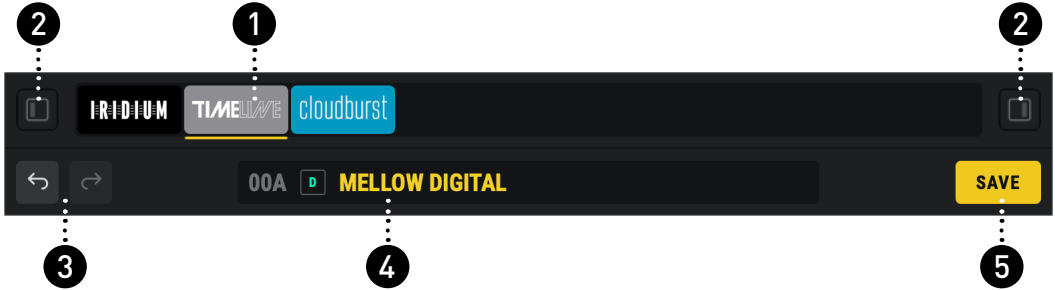 2 1 2
IRIDIUM TIMELINE cloudburst
00A D MELLOW DIGITAL SAVE
3 4 5